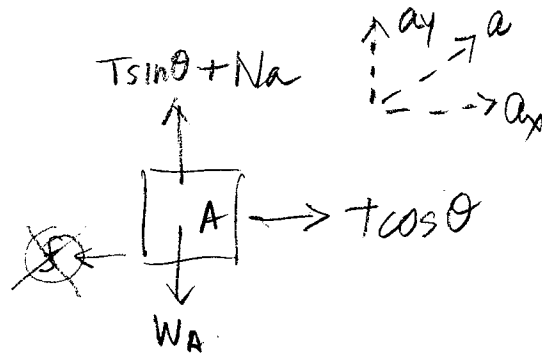 ay a
Tsinθ + Na
ax
A Tcosθ
WA